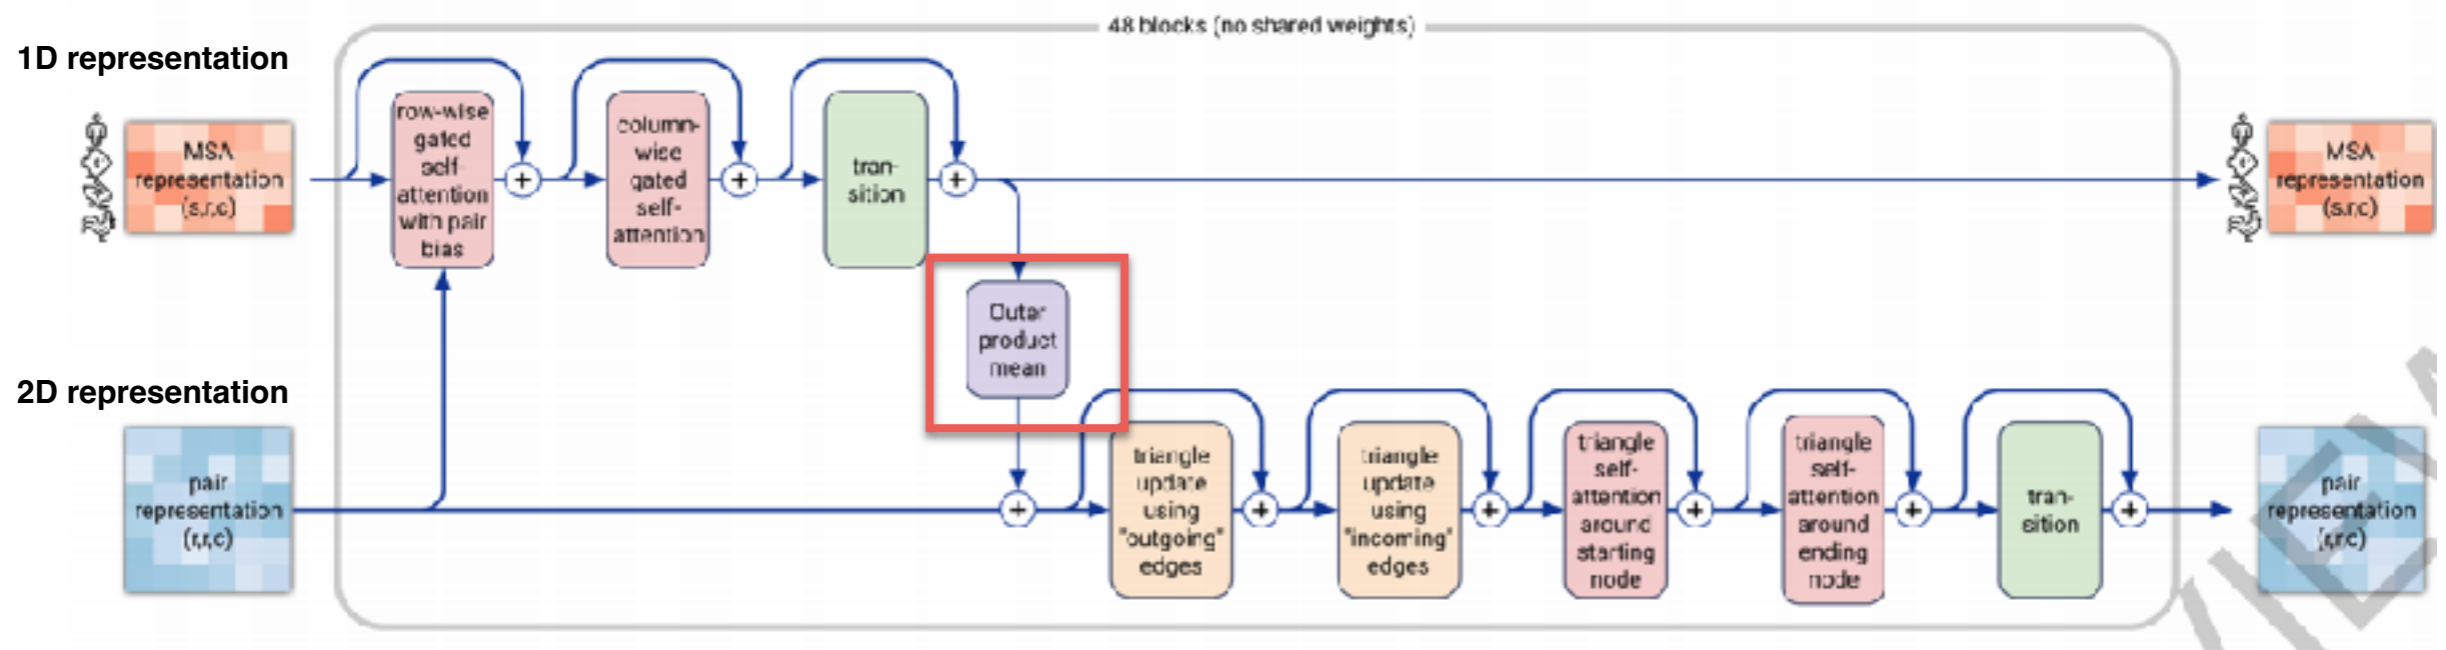 48 blocks (no shared weights)
1D representation
MSA
representation
(s,r,c)
row-wise
gated
self-
attention
with pair
bias
+
column-
wise
gated
self-
attention
+
tran-
sition
+
MSA
representation
(s,r,c)
Outer
product
mean
2D representation
pair
representation
(r,r,c)
+
triangle
update
using
"outgoing"
edges
+
triangle
update
using
"incoming"
edges
+
triangle
self-
attention
around
starting
node
+
triangle
self-
attention
around
ending
node
+
tran-
sition
+
pair
representation
(r,r,c)